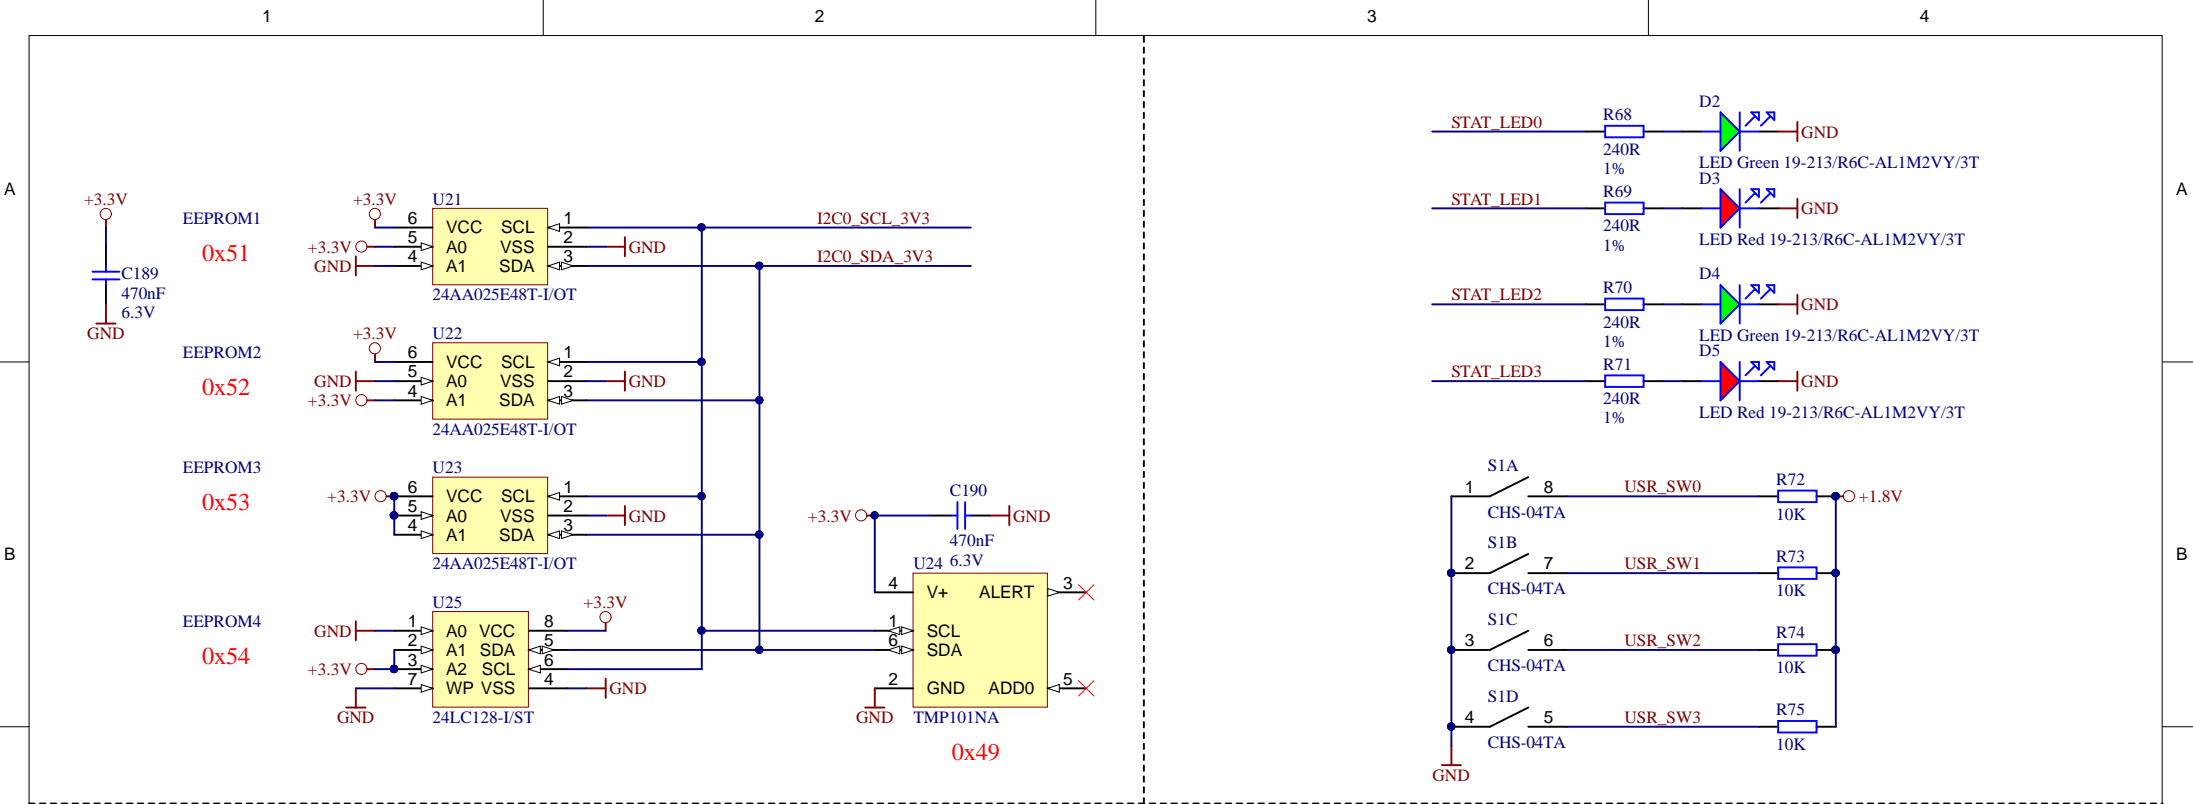 1
2
3
4
A
A
B
B
+3.3V
C189
470nF
6.3V
GND
EEPROM1
0x51
+3.3V
+3.3V
GND
U21
6 VCC SCL 1
5 A0 VSS 2
4 A1 SDA 3
24AA025E48T-I/OT
GND
I2C0_SCL_3V3
I2C0_SDA_3V3
EEPROM2
0x52
+3.3V
GND
+3.3V
U22
6 VCC SCL 1
5 A0 VSS 2
4 A1 SDA 3
24AA025E48T-I/OT
GND
EEPROM3
0x53
+3.3V
U23
6 VCC SCL 1
5 A0 VSS 2
4 A1 SDA 3
24AA025E48T-I/OT
GND
EEPROM4
0x54
GND
+3.3V
GND
U25
1 A0 VCC 8
2 A1 SDA 5
3 A2 SCL 6
7 WP VSS 4
24LC128-I/ST
+3.3V
GND
+3.3V
C190
470nF
6.3V
GND
U24
4 V+ ALERT 3
1 SCL
6 SDA
2 GND ADD0 5
GND
TMP101NA
0x49
STAT_LED0
R68
240R
1%
D2
GND
LED Green 19-213/R6C-AL1M2VY/3T
STAT_LED1
R69
240R
1%
D3
GND
LED Red 19-213/R6C-AL1M2VY/3T
STAT_LED2
R70
240R
1%
D4
GND
LED Green 19-213/R6C-AL1M2VY/3T
STAT_LED3
R71
240R
1%
D5
GND
LED Red 19-213/R6C-AL1M2VY/3T
S1A
1 8
CHS-04TA
USR_SW0
R72
10K
+1.8V
S1B
2 7
CHS-04TA
USR_SW1
R73
10K
S1C
3 6
CHS-04TA
USR_SW2
R74
10K
S1D
4 5
CHS-04TA
USR_SW3
R75
10K
GND